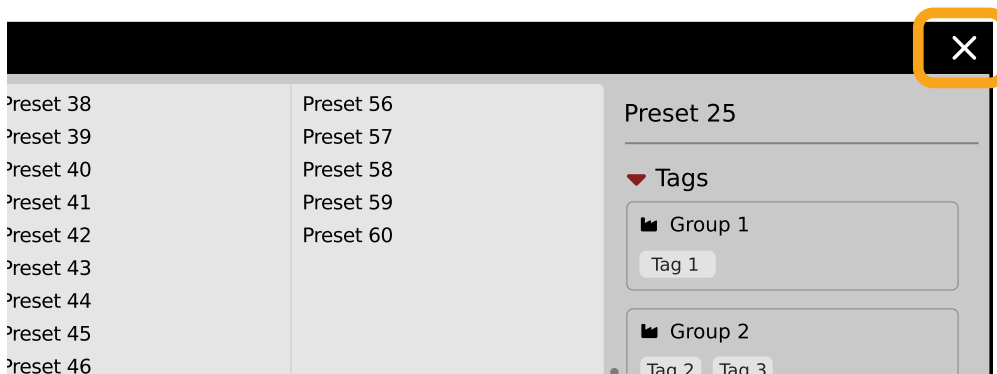 Preset 38
Preset 39
Preset 40
Preset 41
Preset 42
Preset 43
Preset 44
Preset 45
Preset 46
Preset 56
Preset 57
Preset 58
Preset 59
Preset 60
Preset 25
Tags
Group 1
Tag 1
Group 2
Tag 2 Tag 3